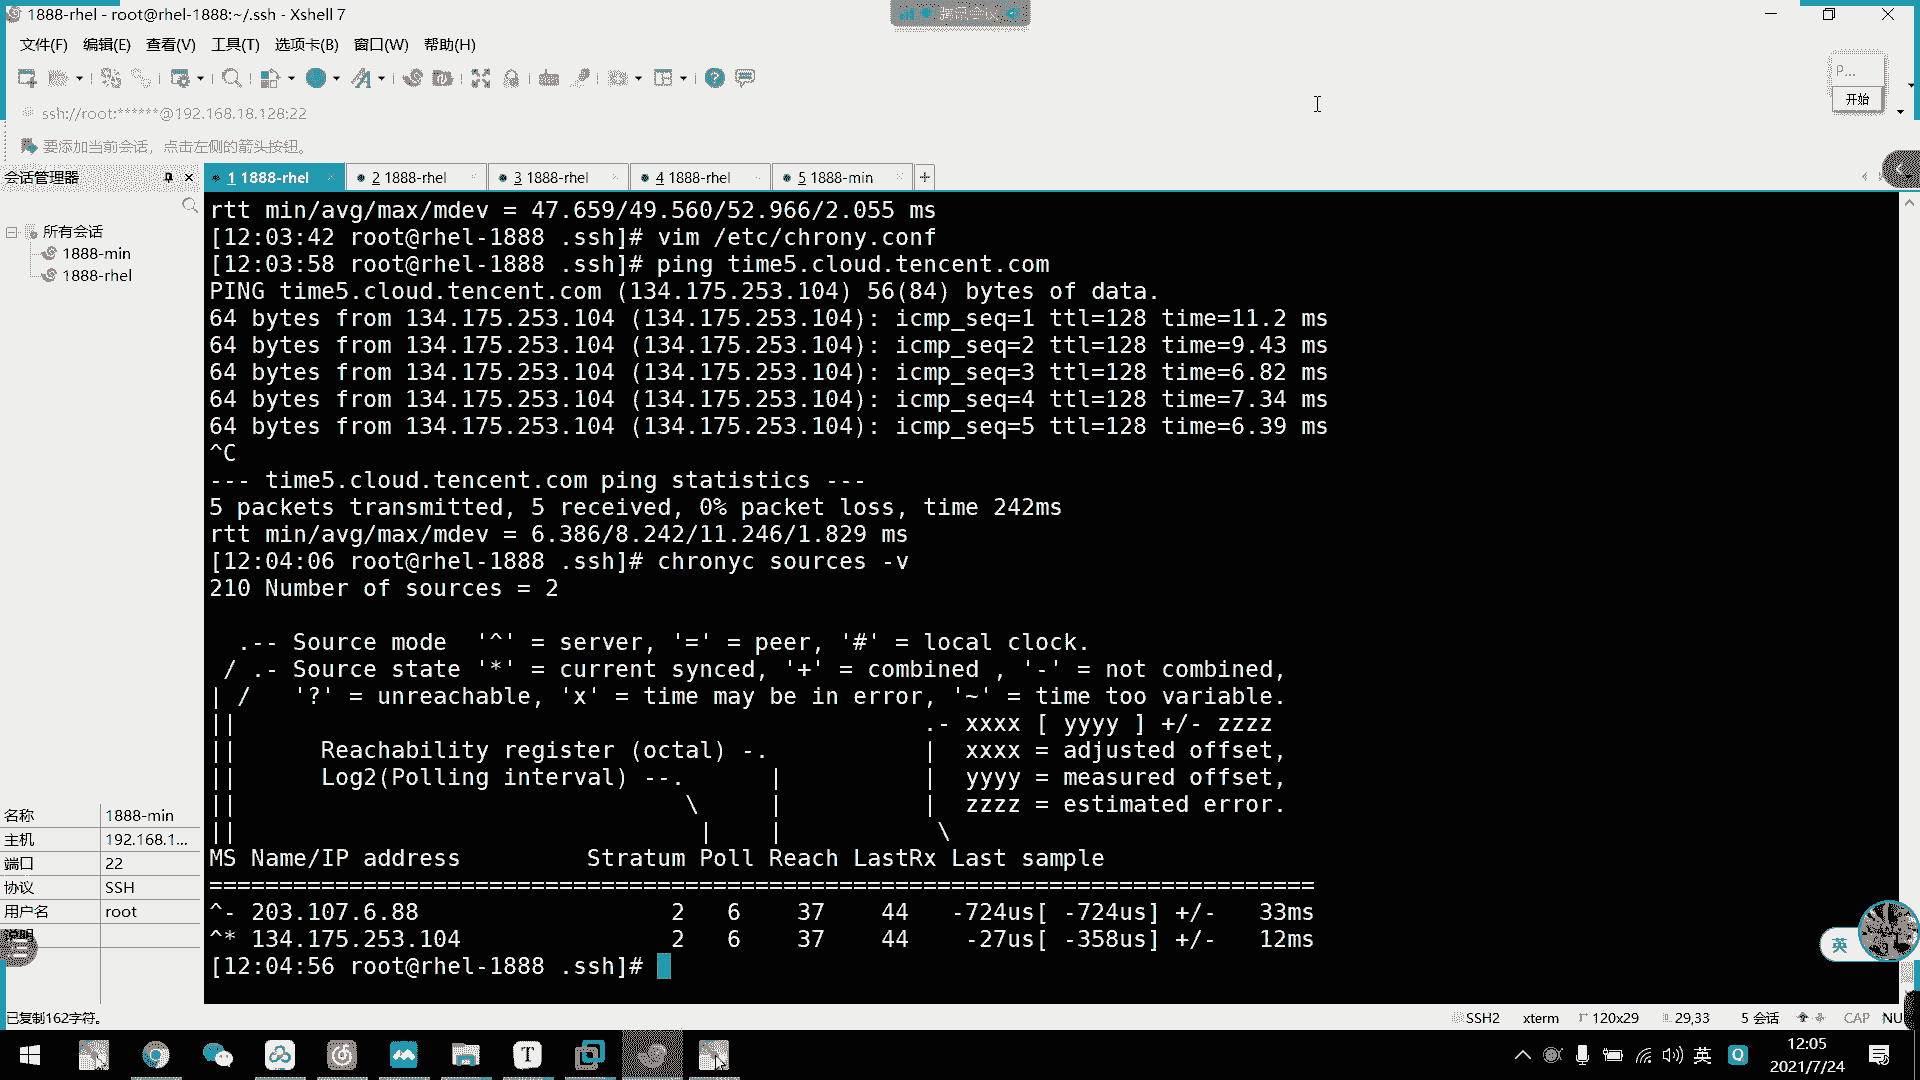 1888-rhel - root@rhel-1888:~/.ssh - Xshell 7
文件(F) 编辑(E) 查看(V) 工具(T) 选项卡(B) 窗口(W) 帮助(H)
P...
开始
ssh://root:******@192.168.18.128:22
要添加当前会话，点击左侧的箭头按钮。
会话管理器
1 1888-rhel
2 1888-rhel
3 1888-rhel
4 1888-rhel
5 1888-min
所有会话
1888-min
1888-rhel
rtt min/avg/max/mdev = 47.659/49.560/52.966/2.055 ms
[12:03:42 root@rhel-1888 .ssh]# vim /etc/chrony.conf
[12:03:58 root@rhel-1888 .ssh]# ping time5.cloud.tencent.com
PING time5.cloud.tencent.com (134.175.253.104) 56(84) bytes of data.
64 bytes from 134.175.253.104 (134.175.253.104): icmp_seq=1 ttl=128 time=11.2 ms
64 bytes from 134.175.253.104 (134.175.253.104): icmp_seq=2 ttl=128 time=9.43 ms
64 bytes from 134.175.253.104 (134.175.253.104): icmp_seq=3 ttl=128 time=6.82 ms
64 bytes from 134.175.253.104 (134.175.253.104): icmp_seq=4 ttl=128 time=7.34 ms
64 bytes from 134.175.253.104 (134.175.253.104): icmp_seq=5 ttl=128 time=6.39 ms
^C
--- time5.cloud.tencent.com ping statistics ---
5 packets transmitted, 5 received, 0% packet loss, time 242ms
rtt min/avg/max/mdev = 6.386/8.242/11.246/1.829 ms
[12:04:06 root@rhel-1888 .ssh]# chronyc sources -v
210 Number of sources = 2
.-- Source mode  '^' = server, '=' = peer, '#' = local clock.
/ .- Source state '*' = current synced, '+' = combined , '-' = not combined,
| /   '?' = unreachable, 'x' = time may be in error, '~' = time too variable.
||                                                 .- xxxx [ yyyy ] +/- zzzz
||      Reachability register (octal) -.           |  xxxx = adjusted offset,
||      Log2(Polling interval) --.      |          |  yyyy = measured offset,
||                                \     |          |  zzzz = estimated error.
||                                 |    |           \
MS Name/IP address         Stratum Poll Reach LastRx Last sample
===============================================================================
^- 203.107.6.88                  2   6    37    44   -724us[ -724us] +/-   33ms
^* 134.175.253.104               2   6    37    44    -27us[ -358us] +/-   12ms
[12:04:56 root@rhel-1888 .ssh]#
名称 1888-min
主机 192.168.1...
端口 22
协议 SSH
用户名 root
说明
英
已复制162字符。
SSH2 xterm 120x29 29,33 5 会话 CAP NU
英
12:05
2021/7/24